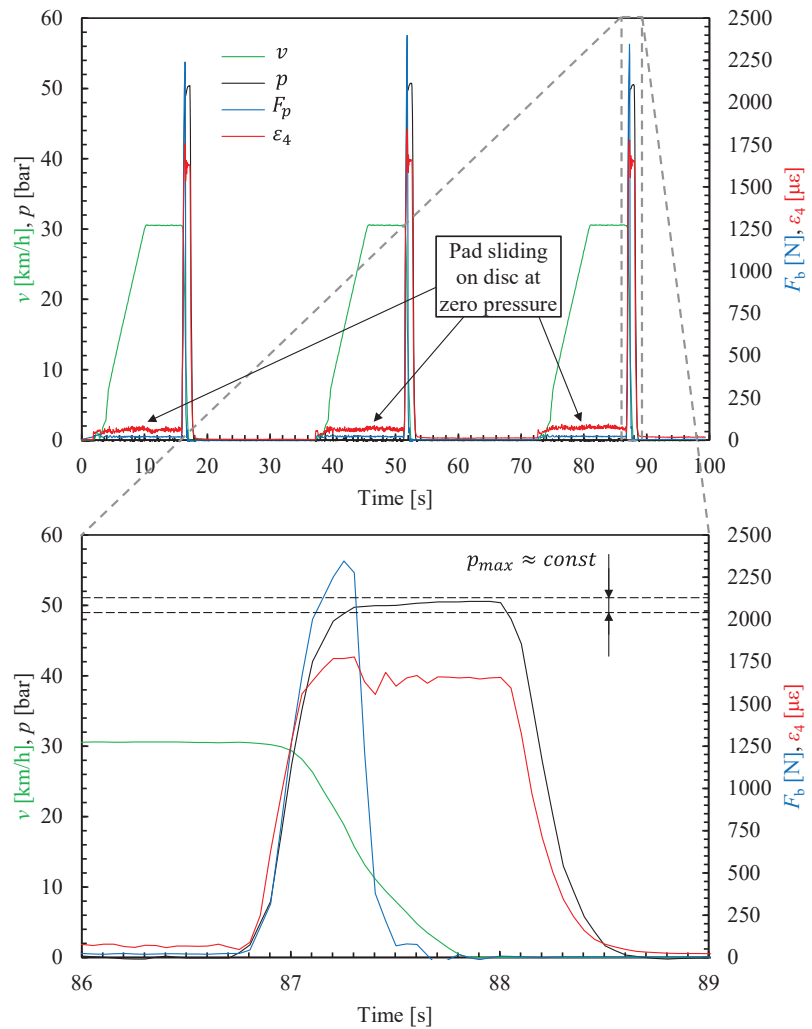 60
50
40
30
20
10
0
v [km/h], p [bar]
v
p
F_p
ε_4
Pad sliding
on disc at
zero pressure
2500
2250
2000
1750
1500
1250
1000
750
500
250
0
F_b [N], ε_4 [με]
0 10 20 30 40 50 60 70 80 90 100
Time [s]
60
50
40
30
20
10
0
v [km/h], p [bar]
p_max ≈ const
2500
2250
2000
1750
1500
1250
1000
750
500
250
0
F_b [N], ε_4 [με]
86 87 88 89
Time [s]